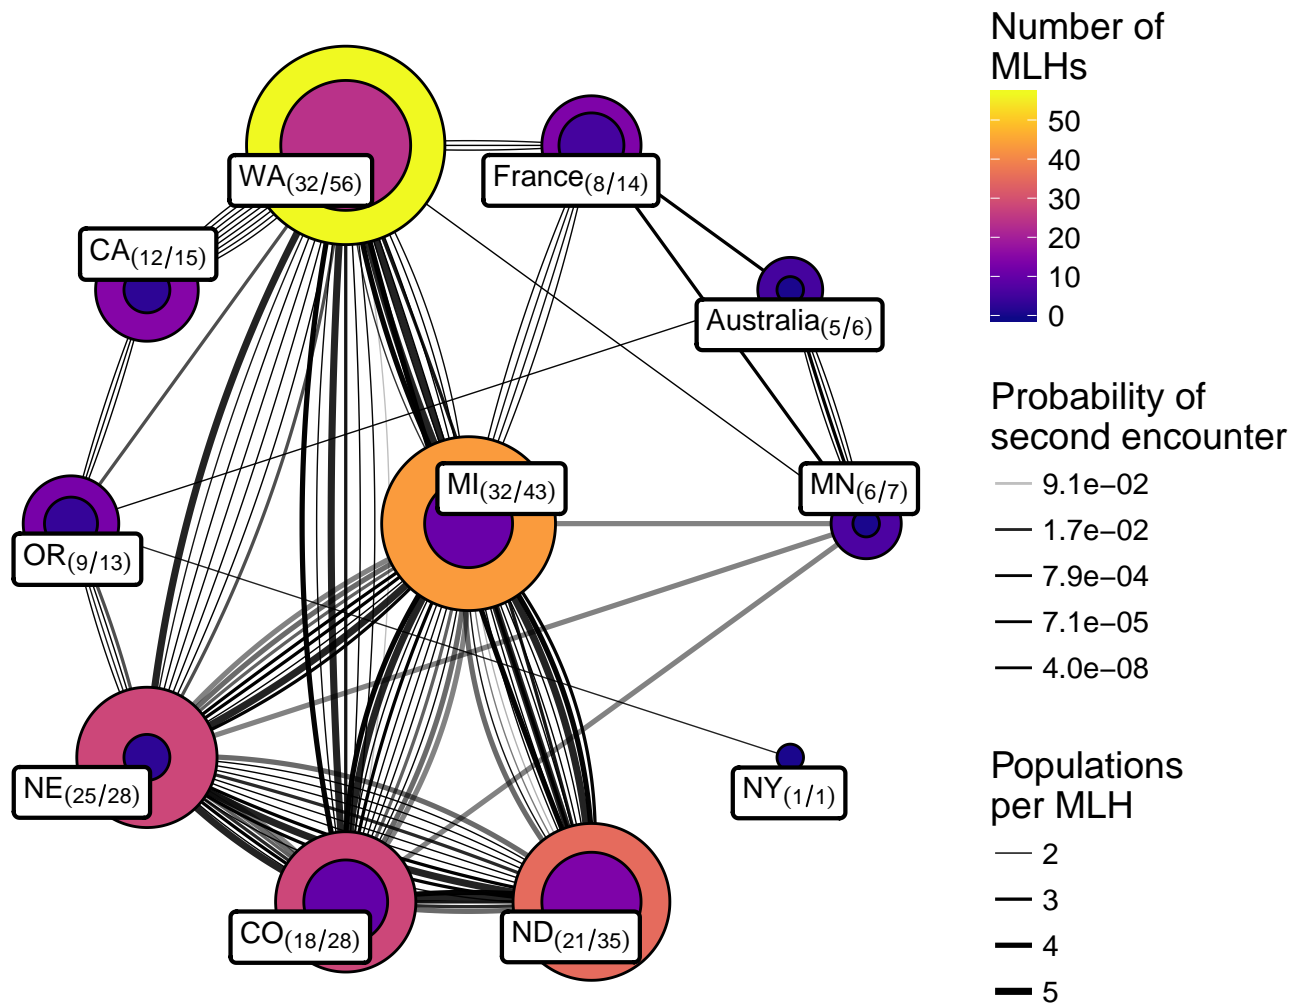 Number of
MLHs
50
40
30
20
10
0
WA(32/56)
France(8/14)
CA(12/15)
Australia(5/6)
MI(32/43)
MN(6/7)
OR(9/13)
NE(25/28)
NY(1/1)
CO(18/28)
ND(21/35)
Probability of
second encounter
9.1e−02
1.7e−02
7.9e−04
7.1e−05
4.0e−08
Populations
per MLH
2
3
4
5